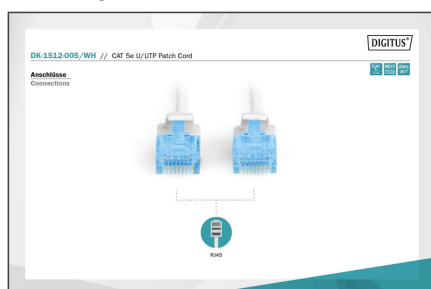 DIGITUS®
DK-1512-005/WH // CAT 5e U/UTP Patch Cord
Anschlüsse
Connections
RJ45